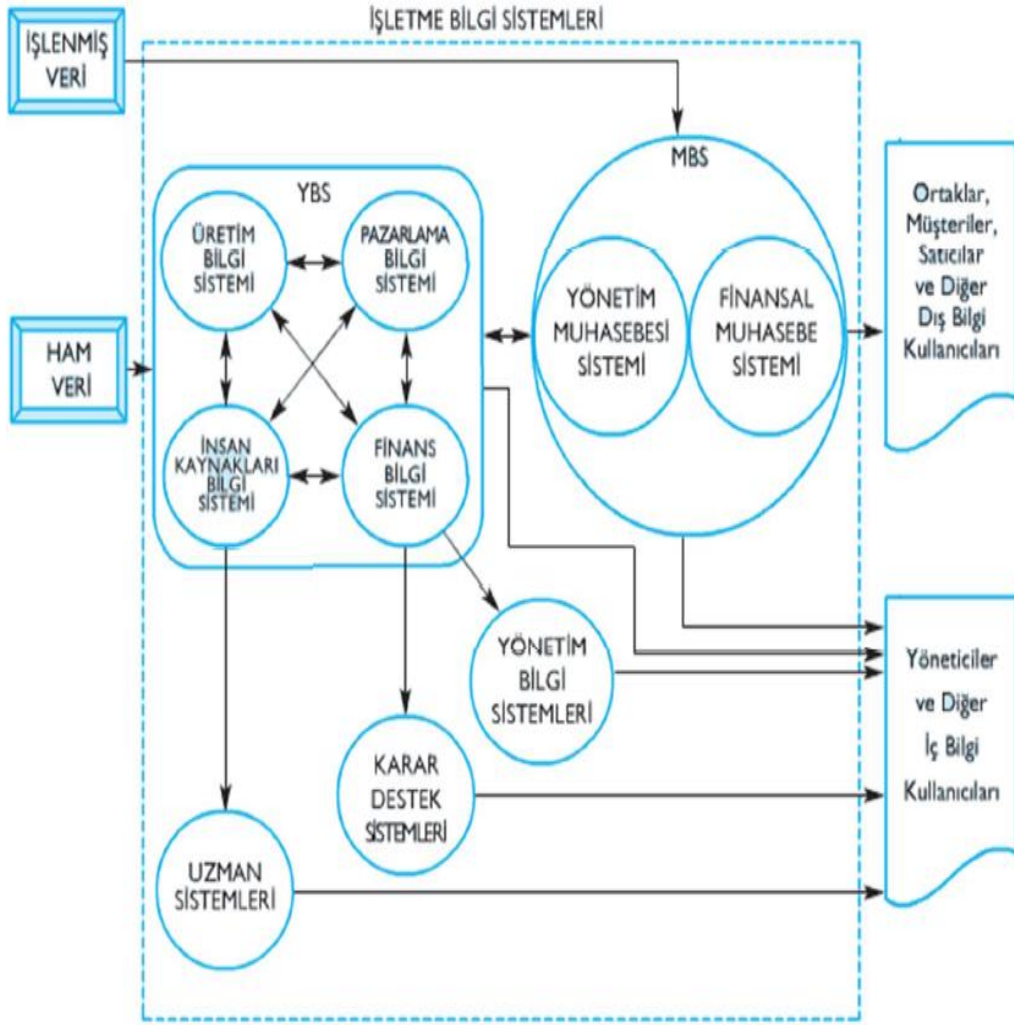 İŞLETME BİLGİ SİSTEMLERİ
İŞLENMİŞ
VERİ
MBS
YBS
ÜRETİM
BİLGİ
SİSTEMİ
PAZARLAMA
BİLGİ
SİSTEMİ
YÖNETİM
MUHASEBESİ
SİSTEMİ
FİNANSAL
MUHASEBE
SİSTEMİ
Ortaklar,
Müşteriler,
Satıcılar
ve Diğer
Dış Bilgi
Kullanıcıları
HAM
VERİ
İNSAN
KAYNAKLARI
BİLGİ
SİSTEMİ
FİNANS
BİLGİ
SİSTEMİ
YÖNETİM
BİLGİ
SİSTEMLERİ
Yöneticiler
ve Diğer
İç Bilgi
Kullanıcıları
KARAR
DESTEK
SİSTEMLERİ
UZMAN
SİSTEMLERİ